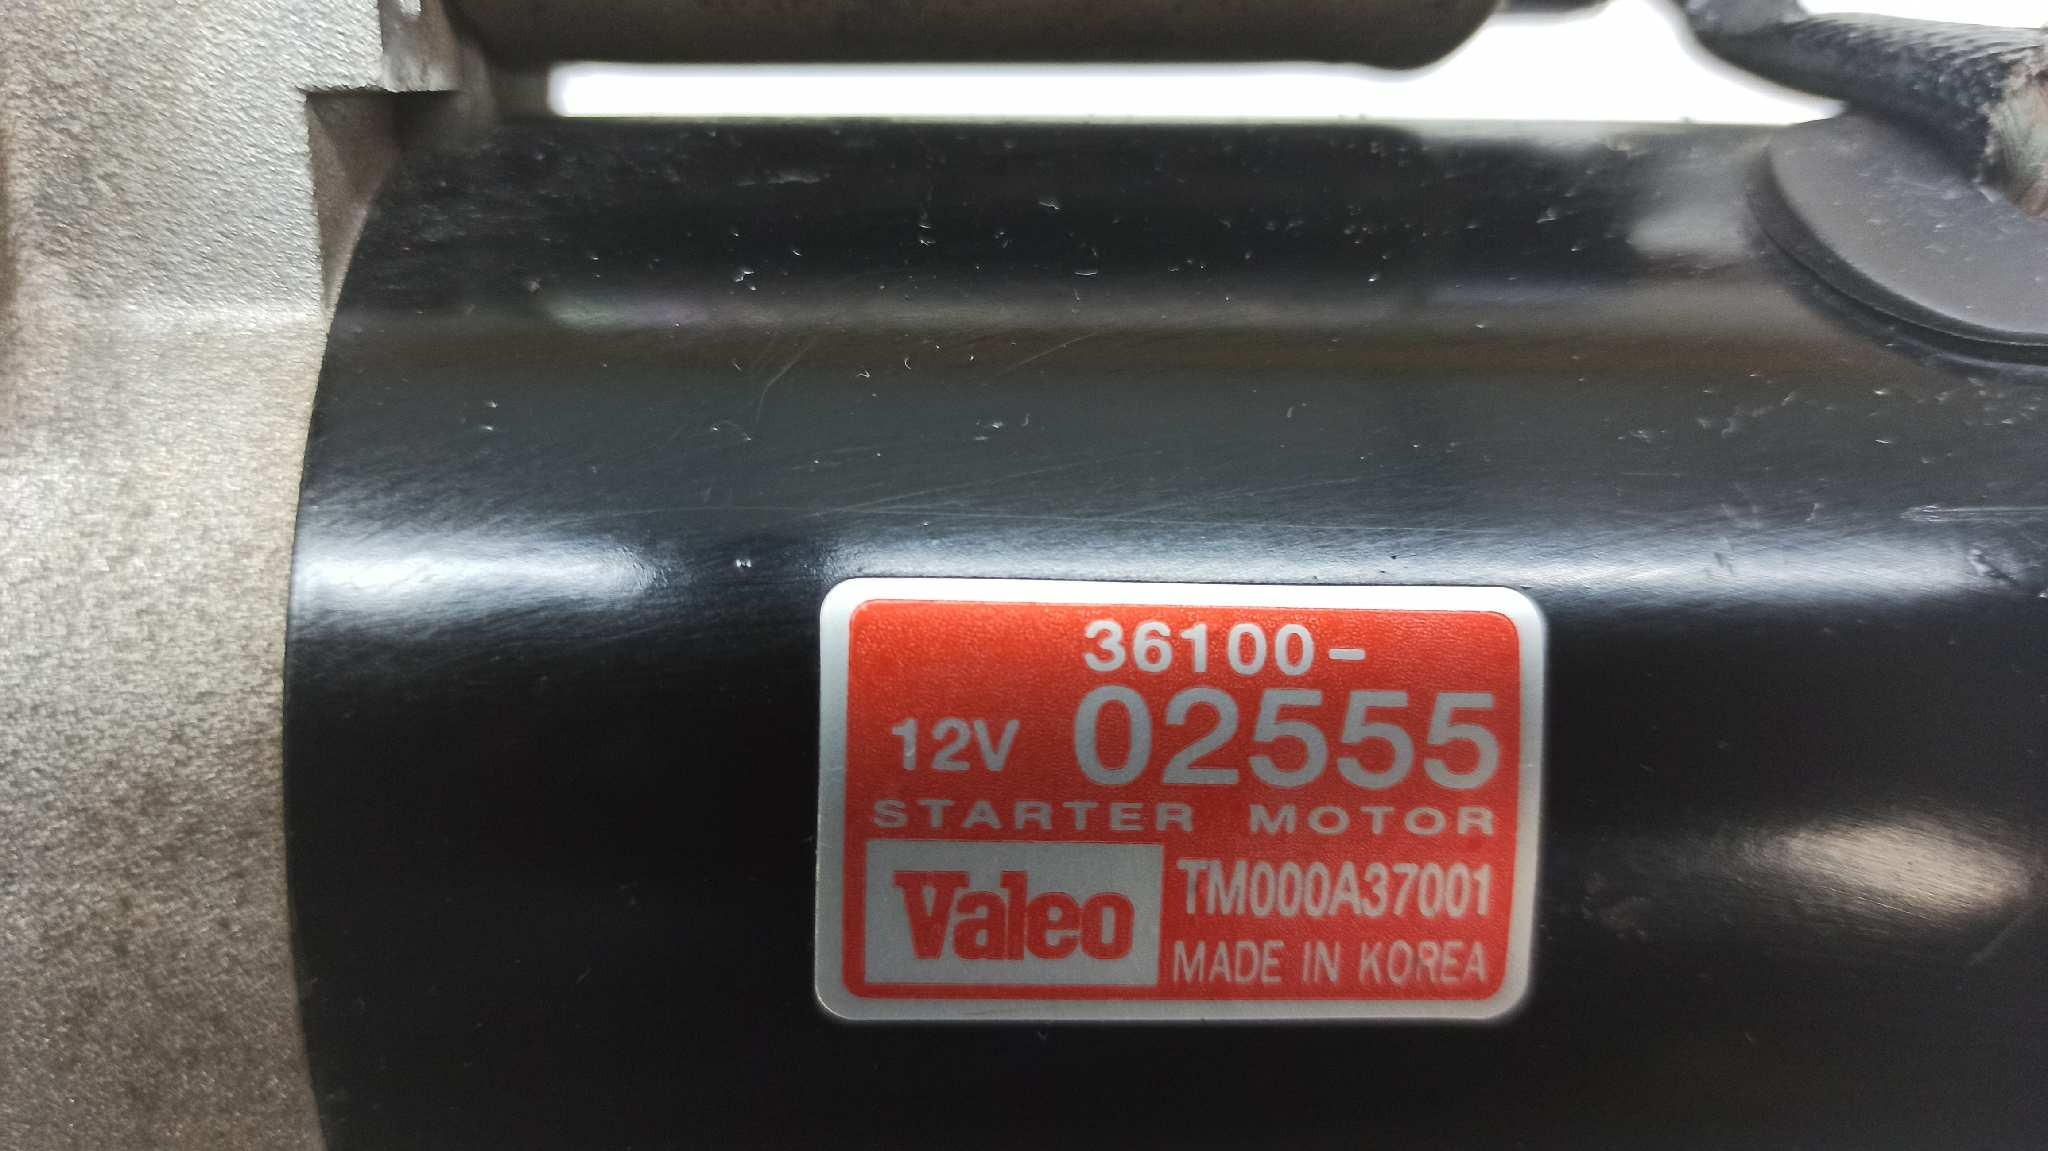 36100-
12V 02555
STARTER MOTOR
Valeo TM000A37001
MADE IN KOREA